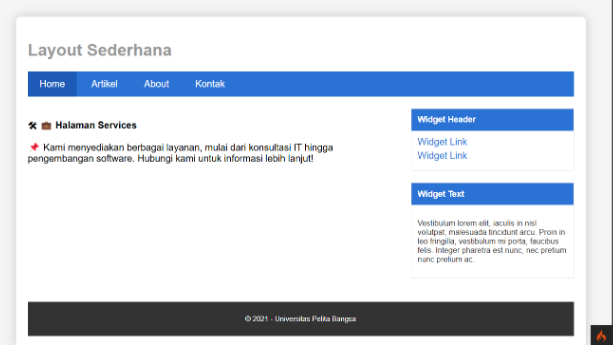 Layout Sederhana
Home Artikel About Kontak
🛠 💼 Halaman Services
📌 Kami menyediakan berbagai layanan, mulai dari konsultasi IT hingga
pengembangan software. Hubungi kami untuk informasi lebih lanjut!
Widget Header
Widget Link
Widget Link
Widget Text
Vestibulum lorem elit, iaculis in nisl
volutpat, malesuada tincidunt arcu. Proin in
leo fringilla, vestibulum mi porta, faucibus
felis. Integer pharetra est nunc, nec pretium
nunc pretium ac.
© 2021 - Universitas Pelita Bangsa